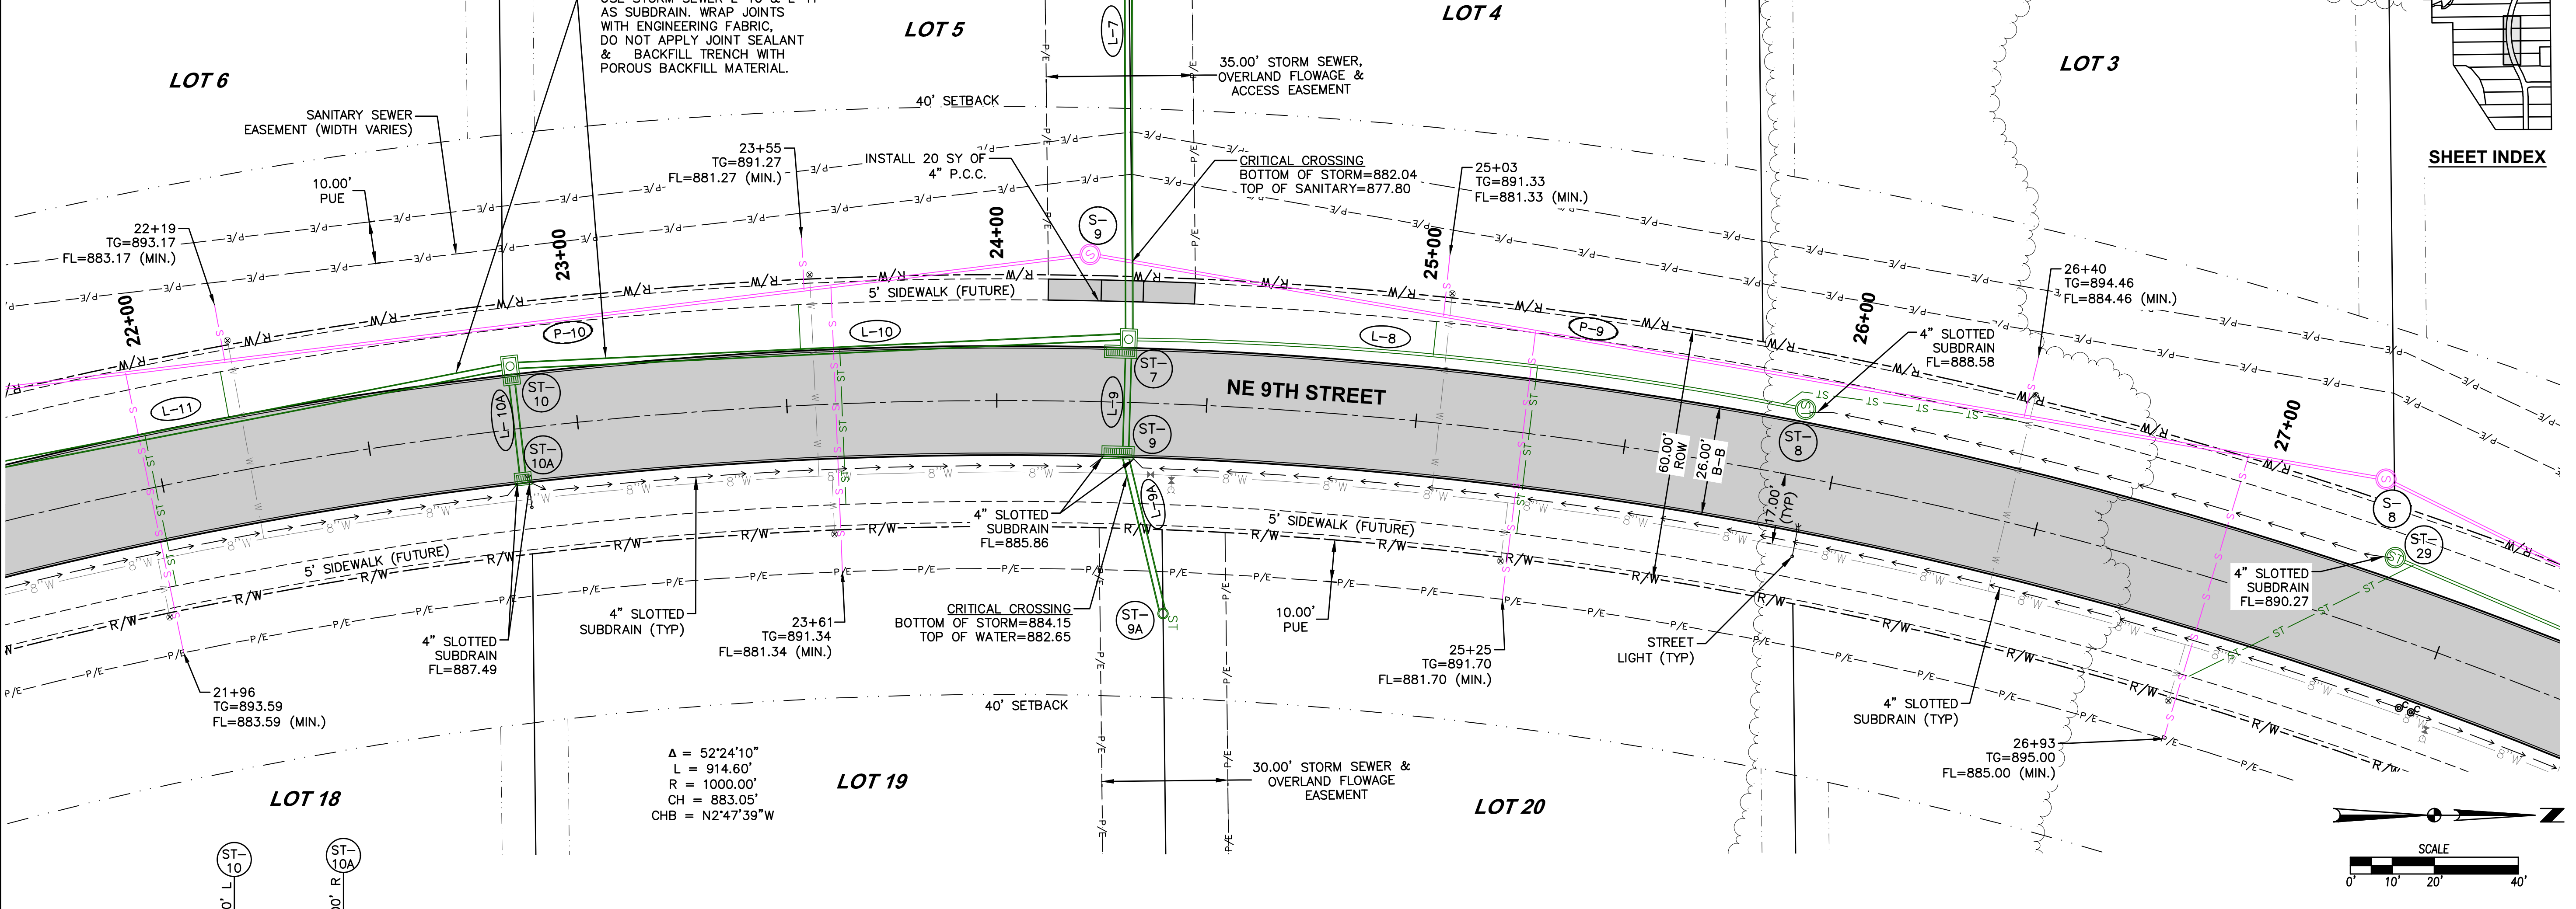 USE STORM SEWER L-10 & L-11
AS SUBDRAIN. WRAP JOINTS
WITH ENGINEERING FABRIC,
DO NOT APPLY JOINT SEALANT
& BACKFILL TRENCH WITH
POROUS BACKFILL MATERIAL.
LOT 6
LOT 5
LOT 4
LOT 3
L-7
35.00' STORM SEWER,
OVERLAND FLOWAGE &
ACCESS EASEMENT
SHEET INDEX
40' SETBACK
SANITARY SEWER
EASEMENT (WIDTH VARIES)
10.00'
PUE
23+55
TG=891.27
FL=881.27 (MIN.)
INSTALL 20 SY OF
4" P.C.C.
CRITICAL CROSSING
BOTTOM OF STORM=882.04
TOP OF SANITARY=877.80
25+03
TG=891.33
FL=881.33 (MIN.)
22+19
TG=893.17
FL=883.17 (MIN.)
26+40
TG=894.46
FL=884.46 (MIN.)
22+00
23+00
24+00
25+00
26+00
27+00
S-
9
5' SIDEWALK (FUTURE)
P-10
L-10
L-8
P-9
L-11
4" SLOTTED
SUBDRAIN
FL=888.58
ST-
10
L-10A
ST-
10A
ST-
7
L-9
ST-
9
NE 9TH STREET
60.00'
ROW
26.00'
B-B
17.00'
(TYP)
ST-
8
S-
8
ST-
29
4" SLOTTED
SUBDRAIN
FL=890.27
5' SIDEWALK (FUTURE)
4" SLOTTED
SUBDRAIN
FL=885.86
L-9A
5' SIDEWALK (FUTURE)
4" SLOTTED
SUBDRAIN
FL=887.49
4" SLOTTED
SUBDRAIN (TYP)
23+61
TG=891.34
FL=881.34 (MIN.)
CRITICAL CROSSING
BOTTOM OF STORM=884.15
TOP OF WATER=882.65
ST-
9A
ST
10.00'
PUE
25+25
TG=891.70
FL=881.70 (MIN.)
STREET
LIGHT (TYP)
4" SLOTTED
SUBDRAIN (TYP)
26+93
TG=895.00
FL=885.00 (MIN.)
21+96
TG=893.59
FL=883.59 (MIN.)
40' SETBACK
Δ = 52°24'10"
L = 914.60'
R = 1000.00'
CH = 883.05'
CHB = N2°47'39"W
30.00' STORM SEWER &
OVERLAND FLOWAGE
EASEMENT
LOT 18
LOT 19
LOT 20
ST-
10
ST-
10A
Z
SCALE
0' 10' 20' 40'
R/W
P/E
8"W
S
ST
W